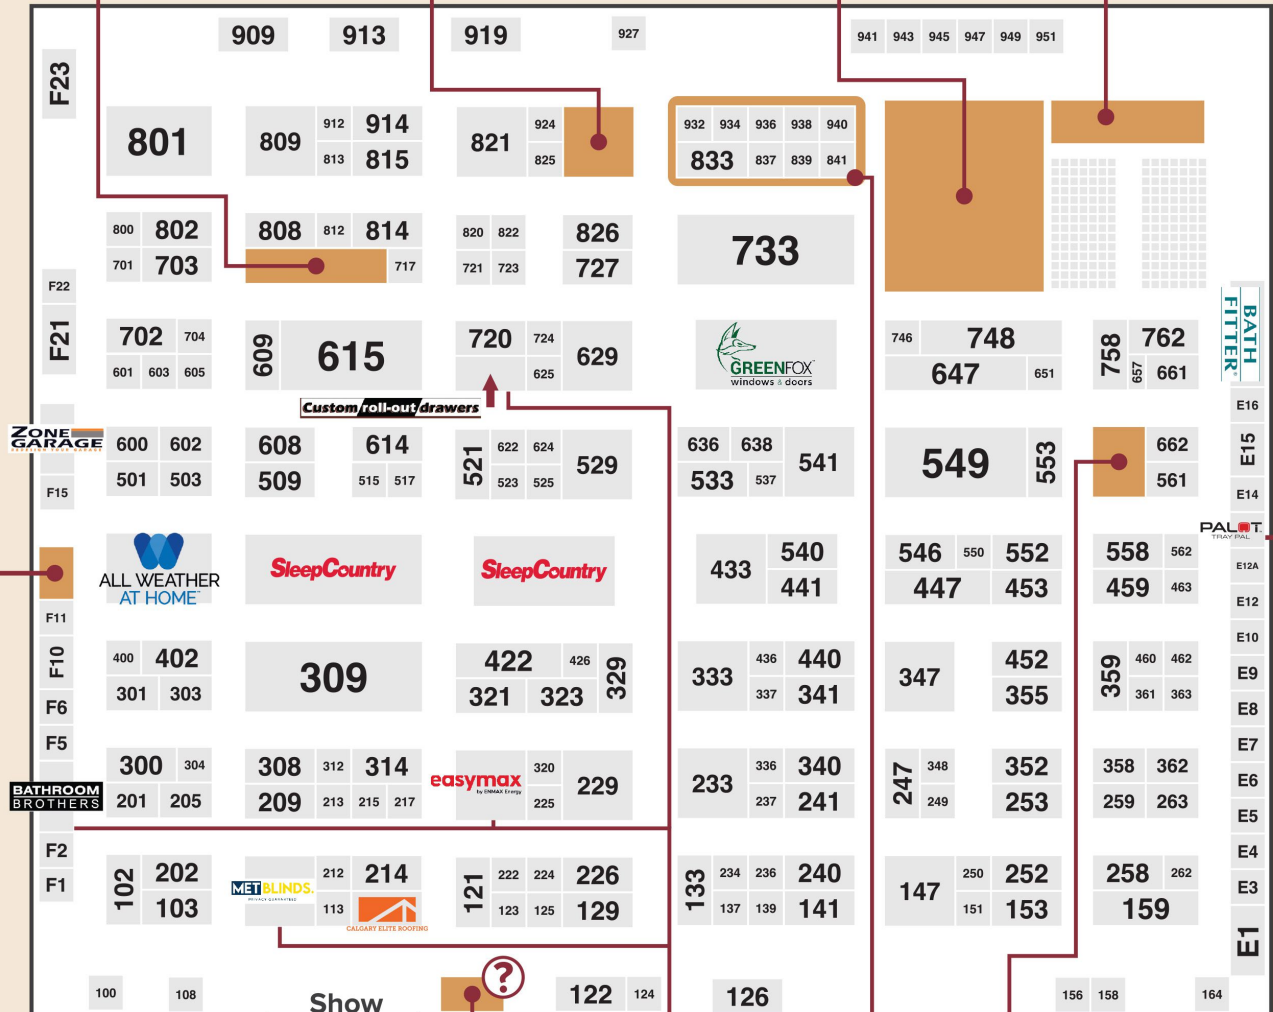 909 913 919 927 941 943 945 947 949 951
F23
801 809 912 914 821 924 932 934 936 938 940
813 815 825 833 837 839 841
800 802 808 812 814 820 822 826 733
701 703 717 721 723 727
F22
F21 702 704 609 615 720 724 629 GREENFOX windows & doors 746 748 758 762 BATH FITTER
601 603 605 625 647 651 657 661
Custom roll-out drawers
E16
ZONE GARAGE
600 602 608 614 521 622 624 529 636 638 541 549 553 662 E15
F15 501 503 509 515 517 523 525 533 537 561 E14
PALOT
TRAY PAL
ALL WEATHER
AT HOME
SleepCountry SleepCountry 433 540 546 550 552 558 562 E12A
441 447 453 459 463 E12
F11
E10
F10 400 402 309 422 426 329 333 436 440 347 452 359 460 462 E9
F6 301 303 321 323 337 341 355 361 363 E8
F5 E7
300 304 308 312 314 easymax by ENMAX Energy 320 229 233 336 340 247 348 352 358 362 E6
BATHROOM
BROTHERS
201 205 209 213 215 217 225 237 241 249 253 259 263 E5
F2 E4
F1 102 202 METBLINDS. 212 214 121 222 224 226 133 234 236 240 147 250 252 258 262 E3
103 113 CALGARY ELITE ROOFING 123 125 129 137 139 141 151 153 159
E1
100 108 Show ? 122 124 126 156 158 164